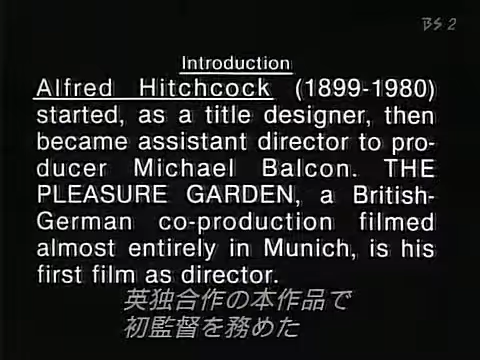 BS 2
Introduction
Alfred Hitchcock (1899-1980)
started, as a title designer, then
became assistant director to pro-
ducer Michael Balcon. THE
PLEASURE GARDEN, a British-
German co-production filmed
almost entirely in Munich, is his
first film as director.
英独合作の本作品で
初監督を務めた